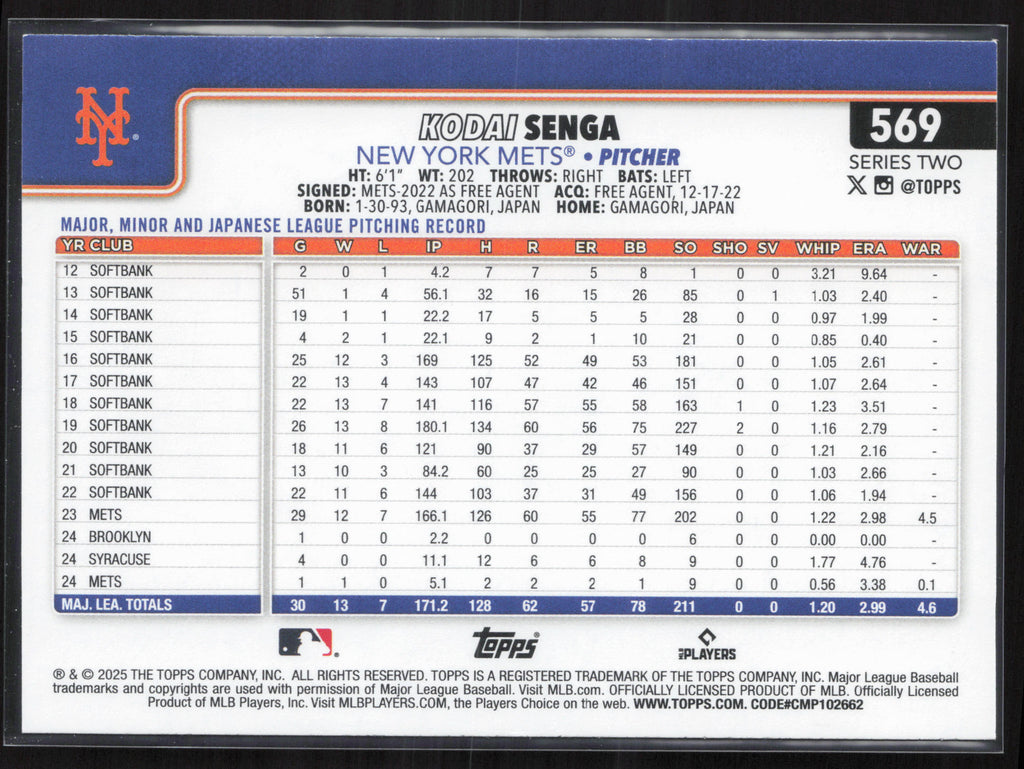 NY
KODAI SENGA
569
NEW YORK METS® • PITCHER
SERIES TWO
HT: 6'1" WT: 202 THROWS: RIGHT BATS: LEFT
@TOPPS
SIGNED: METS-2022 AS FREE AGENT ACQ: FREE AGENT, 12-17-22
BORN: 1-30-93, GAMAGORI, JAPAN HOME: GAMAGORI, JAPAN
MAJOR, MINOR AND JAPANESE LEAGUE PITCHING RECORD
YR CLUB G W L IP H R ER BB SO SHO SV WHIP ERA WAR
12 SOFTBANK 2 0 1 4.2 7 7 5 8 1 0 0 3.21 9.64 -
13 SOFTBANK 51 1 4 56.1 32 16 15 26 85 0 1 1.03 2.40 -
14 SOFTBANK 19 1 1 22.2 17 5 5 5 28 0 0 0.97 1.99 -
15 SOFTBANK 4 2 1 22.1 9 2 1 10 21 0 0 0.85 0.40 -
16 SOFTBANK 25 12 3 169 125 52 49 53 181 0 0 1.05 2.61 -
17 SOFTBANK 22 13 4 143 107 47 42 46 151 0 0 1.07 2.64 -
18 SOFTBANK 22 13 7 141 116 57 55 58 163 1 0 1.23 3.51 -
19 SOFTBANK 26 13 8 180.1 134 60 56 75 227 2 0 1.16 2.79 -
20 SOFTBANK 18 11 6 121 90 37 29 57 149 0 0 1.21 2.16 -
21 SOFTBANK 13 10 3 84.2 60 25 25 27 90 0 0 1.03 2.66 -
22 SOFTBANK 22 11 6 144 103 37 31 49 156 0 0 1.06 1.94 -
23 METS 29 12 7 166.1 126 60 55 77 202 0 0 1.22 2.98 4.5
24 BROOKLYN 1 0 0 2.2 0 0 0 0 6 0 0 0.00 0.00 -
24 SYRACUSE 4 0 0 11.1 12 6 6 8 9 0 0 1.77 4.76 -
24 METS 1 1 0 5.1 2 2 2 1 9 0 0 0.56 3.38 0.1
MAJ. LEA. TOTALS 30 13 7 171.2 128 62 57 78 211 0 0 1.20 2.99 4.6
topps® MLB PLAYERS
® & © 2025 THE TOPPS COMPANY, INC. ALL RIGHTS RESERVED. TOPPS IS A REGISTERED TRADEMARK OF THE TOPPS COMPANY, INC. Major League Baseball
trademarks and copyrights are used with permission of Major League Baseball. Visit MLB.com. OFFICIALLY LICENSED PRODUCT OF MLB. Officially Licensed
Product of MLB Players, Inc. Visit MLBPLAYERS.COM, the Players Choice on the web. WWW.TOPPS.COM. CODE#CMP102662